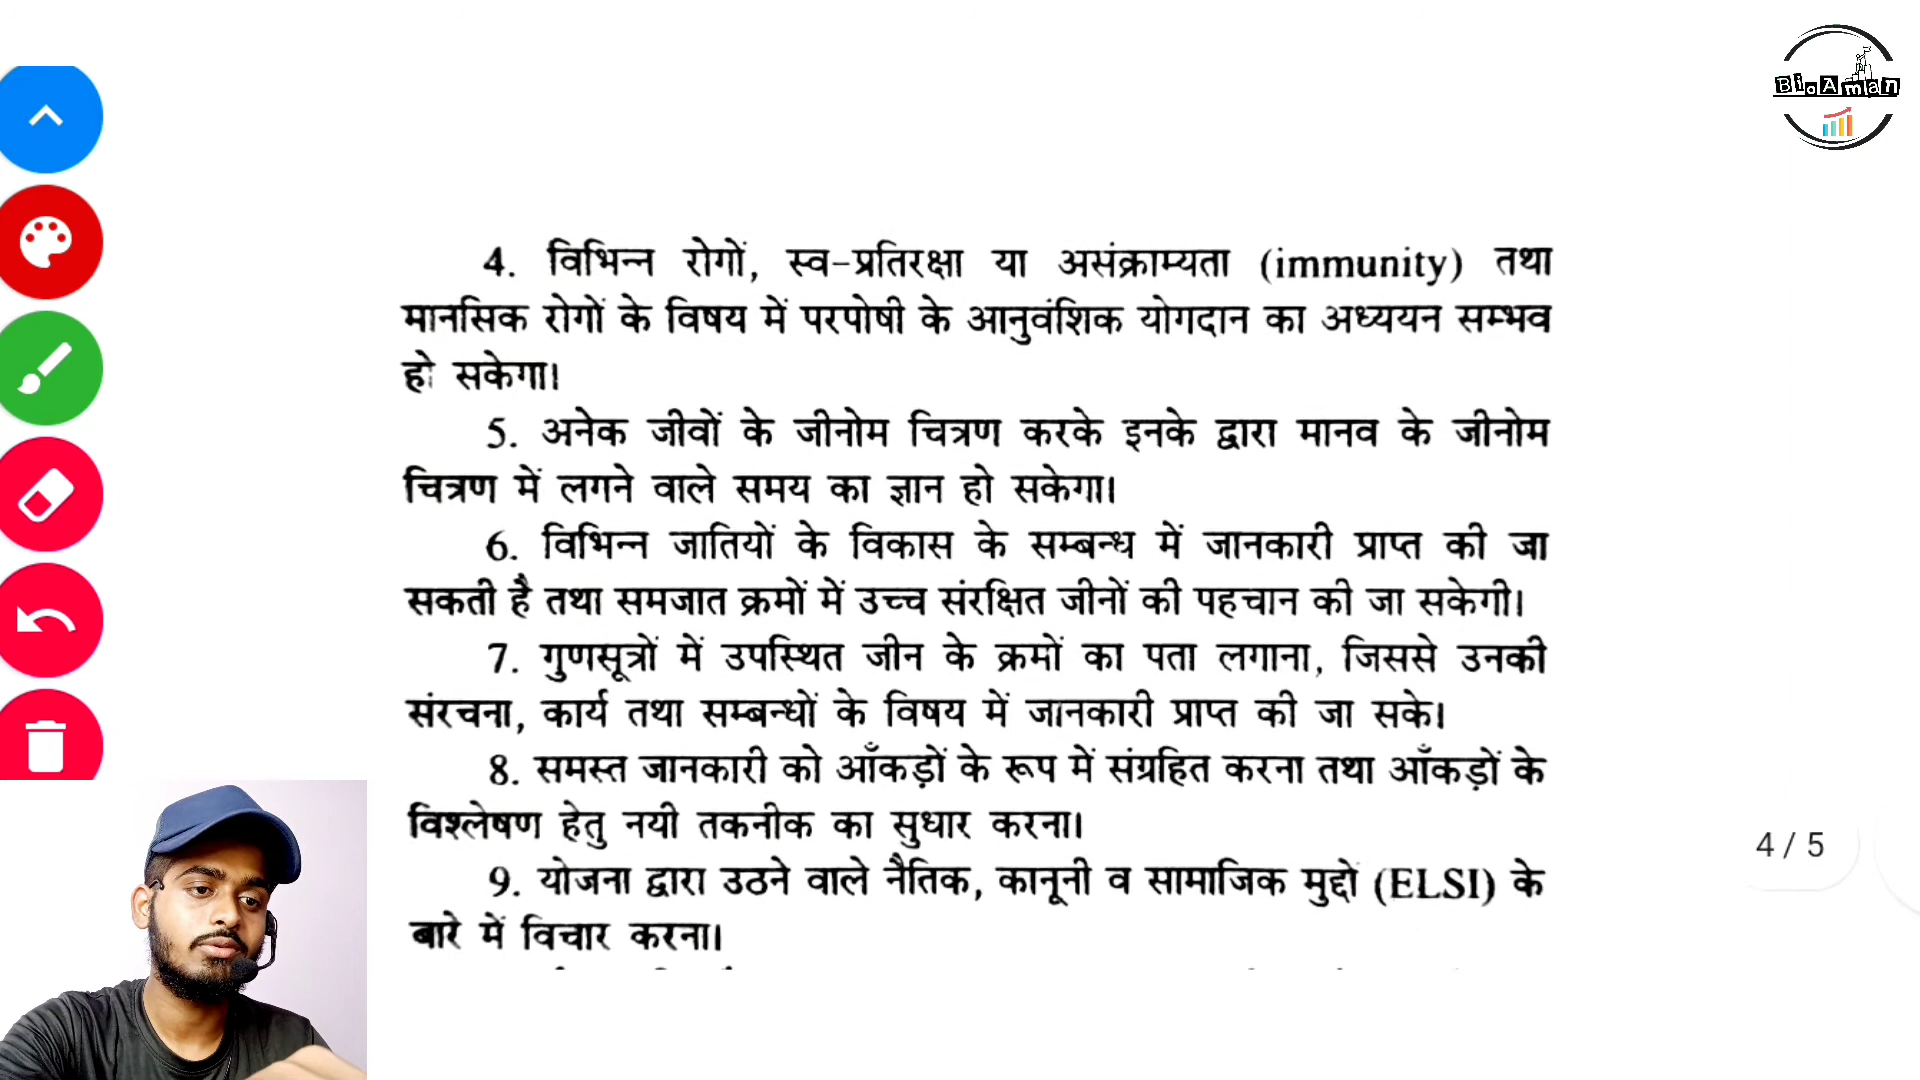 BioAman
4. विभिन्न रोगों, स्व-प्रतिरक्षा या असंक्राम्यता (immunity) तथा
मानसिक रोगों के विषय में परपोषी के आनुवंशिक योगदान का अध्ययन सम्भव
हो सकेगा।
5. अनेक जीवों के जीनोम चित्रण करके इनके द्वारा मानव के जीनोम
चित्रण में लगने वाले समय का ज्ञान हो सकेगा।
6. विभिन्न जातियों के विकास के सम्बन्ध में जानकारी प्राप्त की जा
सकती है तथा समजात क्रमों में उच्च संरक्षित जीनों की पहचान की जा सकेगी।
7. गुणसूत्रों में उपस्थित जीन के क्रमों का पता लगाना, जिससे उनकी
संरचना, कार्य तथा सम्बन्धों के विषय में जानकारी प्राप्त की जा सके।
8. समस्त जानकारी को आँकड़ों के रूप में संग्रहित करना तथा आँकड़ों के
विश्लेषण हेतु नयी तकनीक का सुधार करना।
9. योजना द्वारा उठने वाले नैतिक, कानूनी व सामाजिक मुद्दो (ELSI) के
बारे में विचार करना।
4 / 5